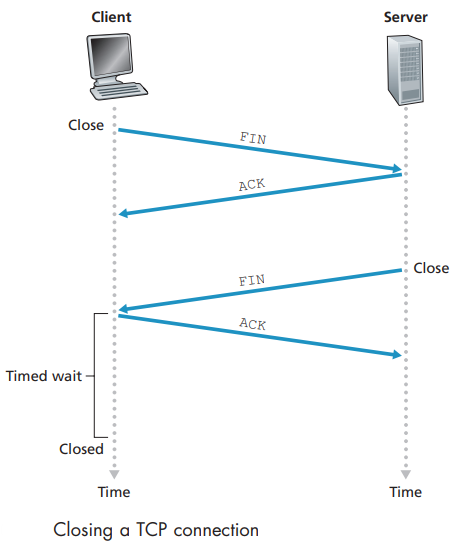 Client
Server
Close
FIN
ACK
Close
FIN
ACK
Timed wait
Closed
Time
Time
Closing a TCP connection